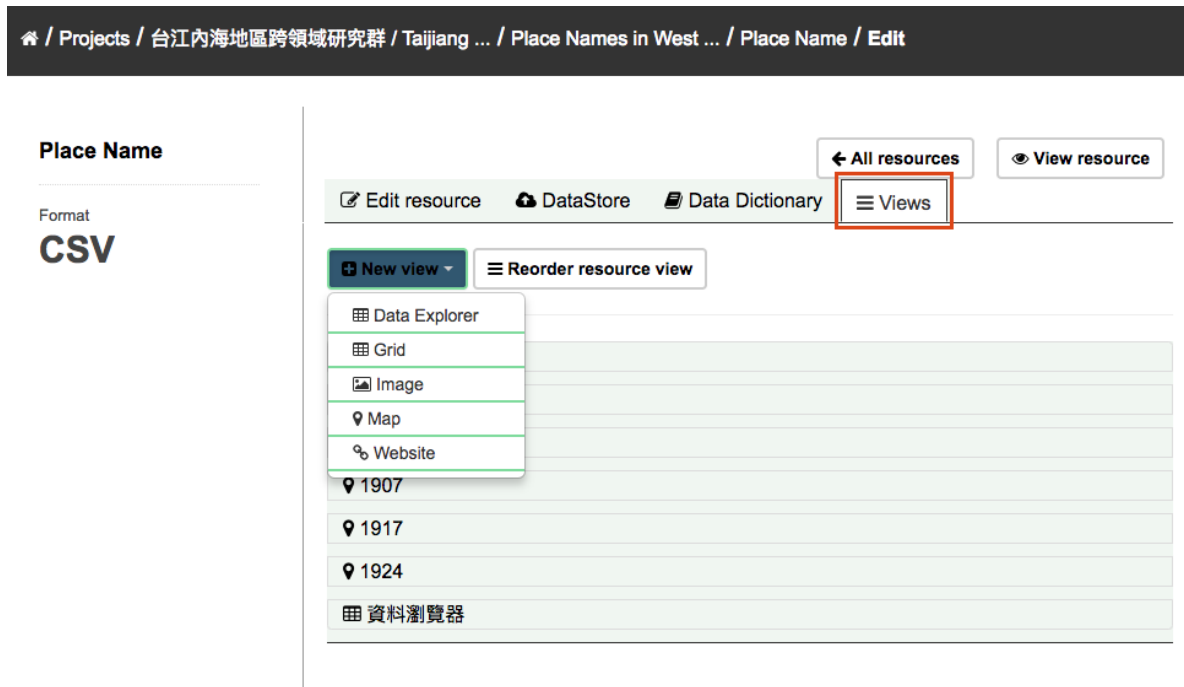 / Projects / 台江內海地區跨領域研究群 / Taijiang ... / Place Names in West ... / Place Name / Edit
Place Name
Format
CSV
All resources
View resource
Edit resource
DataStore
Data Dictionary
Views
New view
Reorder resource view
Data Explorer
Grid
Image
Map
Website
1907
1917
1924
資料瀏覽器